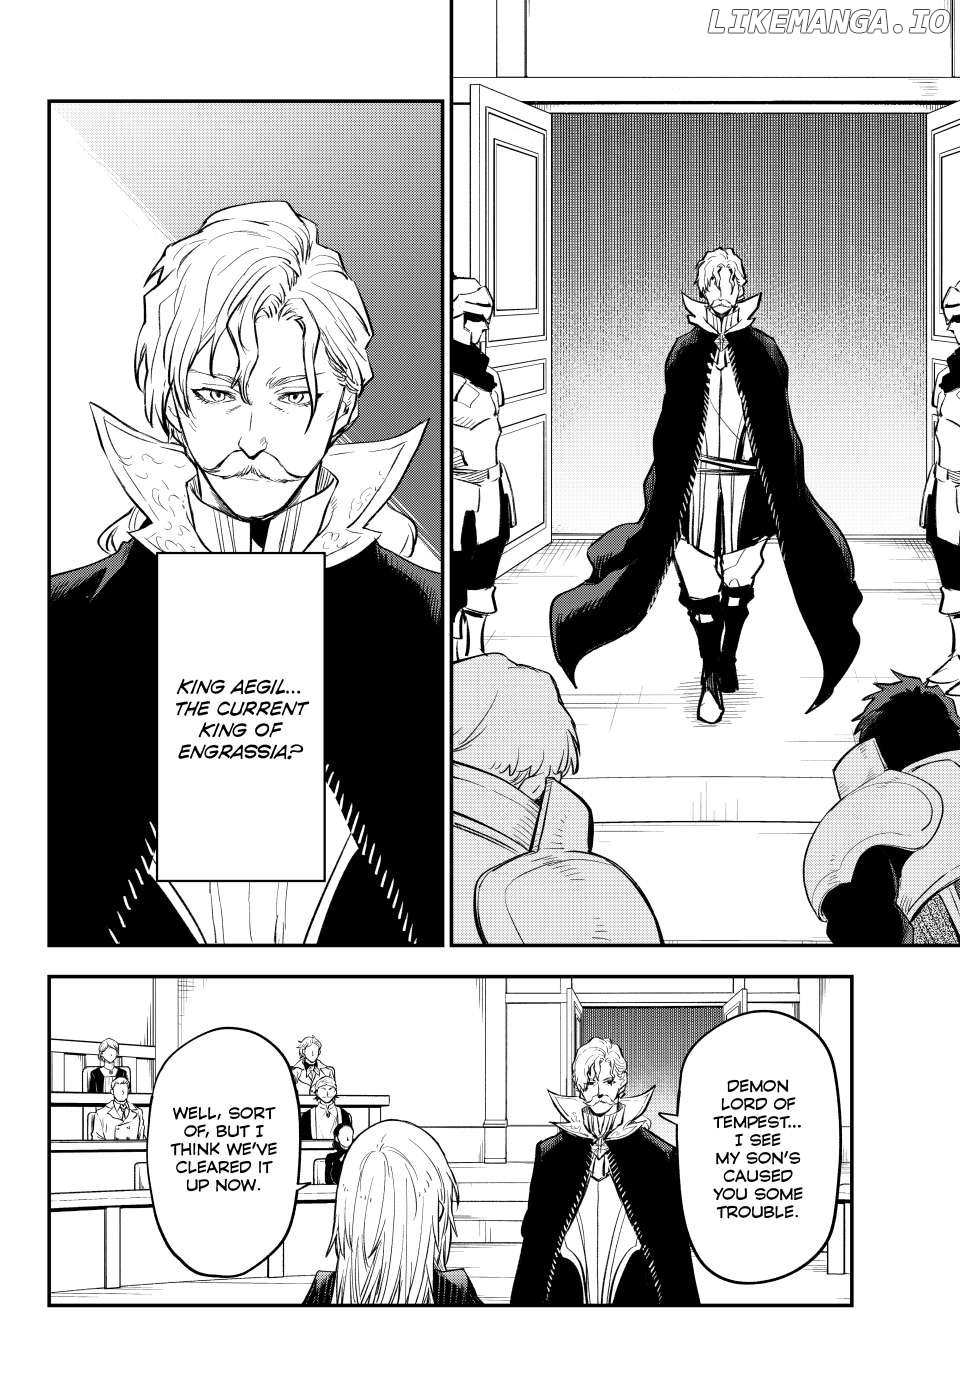 LIKEMANGA.IO
KING AEGIL...
THE CURRENT
KING OF
ENGRASSIA?
DEMON
LORD OF
TEMPEST...
I SEE
MY SON'S
CAUSED
YOU SOME
TROUBLE.
WELL, SORT
OF, BUT I
THINK WE'VE
CLEARED IT
UP NOW.